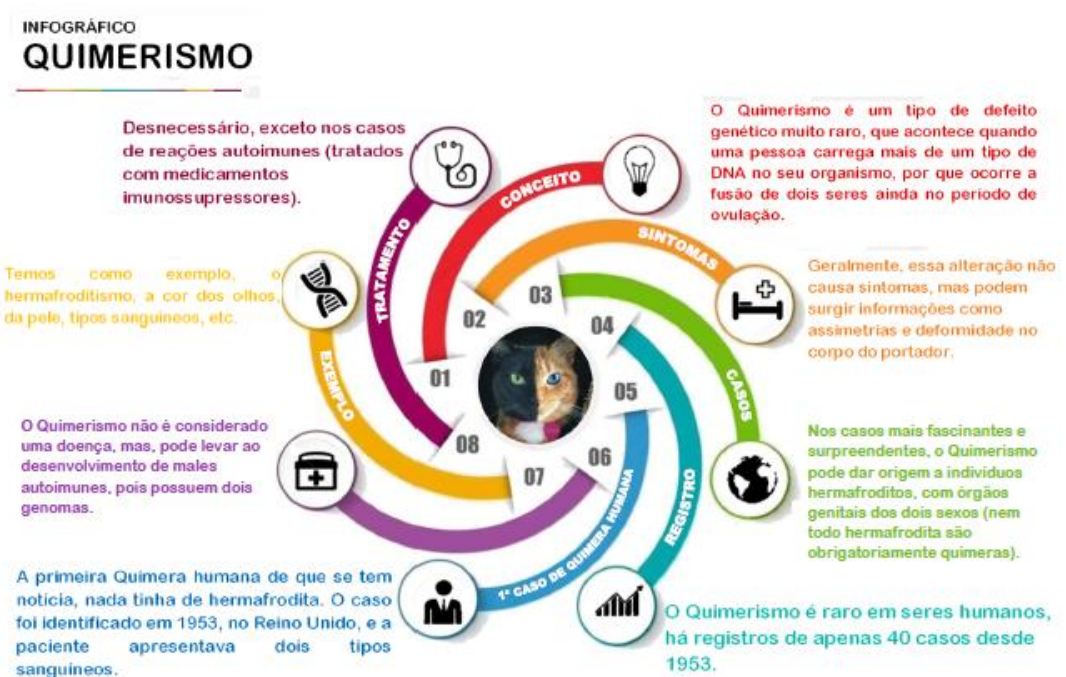 INFOGRÁFICO
QUIMERISMO
O Quimerismo é um tipo de defeito
genético muito raro, que acontece quando
uma pessoa carrega mais de um tipo de
DNA no seu organismo, por que ocorre a
fusão de dois seres ainda no período de
ovulação.
Desnecessário, exceto nos casos
de reações autoimunes (tratados
com medicamentos
imunossupressores).
CONCEITO
SINTOMAS
TRATAMENTO
Geralmente, essa alteração não
causa sintomas, mas podem
surgir informações como
assimetrias e deformidade no
corpo do portador.
Temos como exemplo, o
hermafroditismo, a cor dos olhos,
da pele, tipos sanguíneos, etc.
EXEMPLO
CASOS
01
02
03
04
05
06
07
08
Nos casos mais fascinantes e
surpreendentes, o Quimerismo
pode dar origem a indivíduos
hermafroditos, com órgãos
genitais dos dois sexos (nem
todo hermafrodita são
obrigatoriamente quimeras).
O Quimerismo não é considerado
uma doença, mas, pode levar ao
desenvolvimento de males
autoimunes, pois possuem dois
genomas.
REGISTRO
1ª CASO DE QUIMERA HUMANA
A primeira Quimera humana de que se tem
notícia, nada tinha de hermafrodita. O caso
foi identificado em 1953, no Reino Unido, e a
paciente apresentava dois tipos
sanguíneos.
O Quimerismo é raro em seres humanos,
há registros de apenas 40 casos desde
1953.